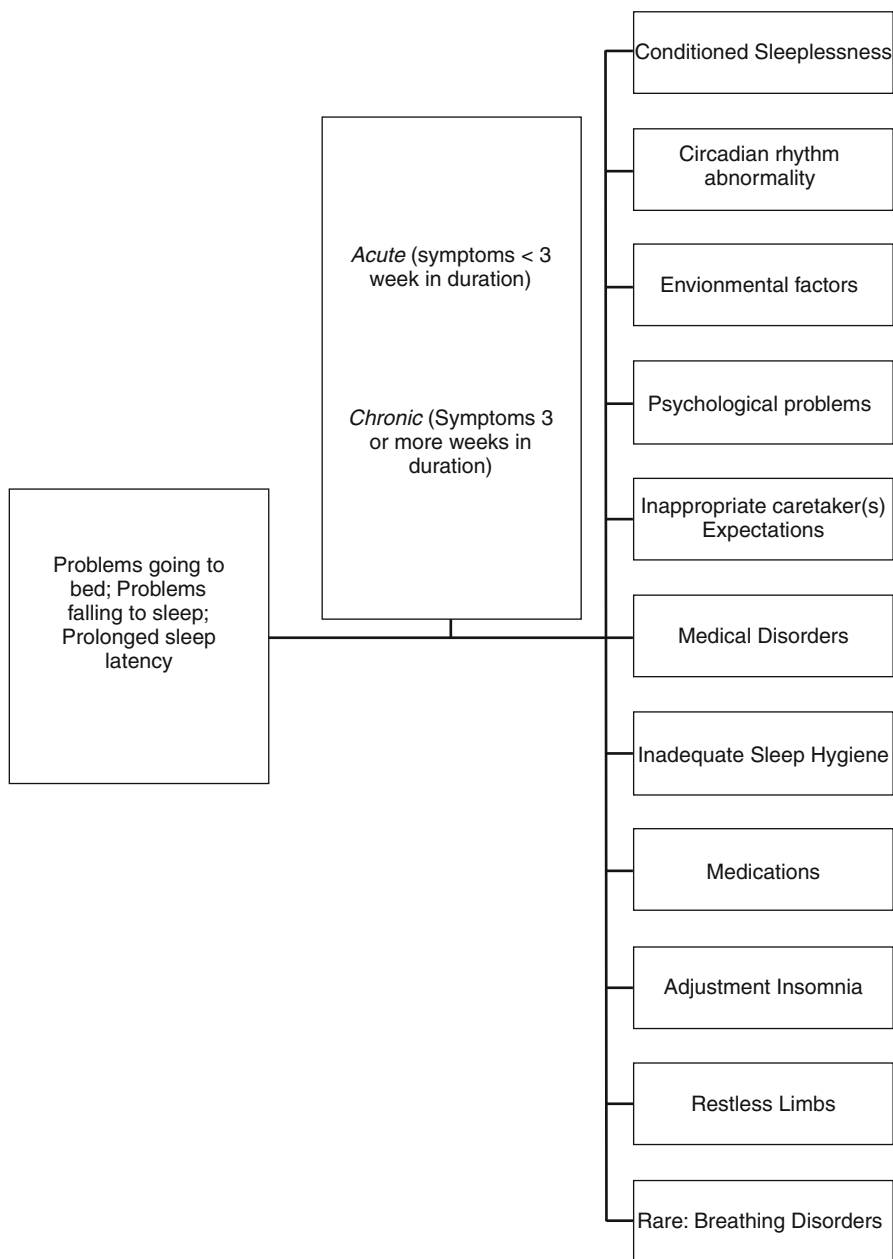 Problems going to
bed; Problems
falling to sleep;
Prolonged sleep
latency
Acute (symptoms < 3
week in duration)
Chronic (Symptoms 3
or more weeks in
duration)
Conditioned Sleeplessness
Circadian rhythm
abnormality
Envionmental factors
Psychological problems
Inappropriate caretaker(s)
Expectations
Medical Disorders
Inadequate Sleep Hygiene
Medications
Adjustment Insomnia
Restless Limbs
Rare: Breathing Disorders